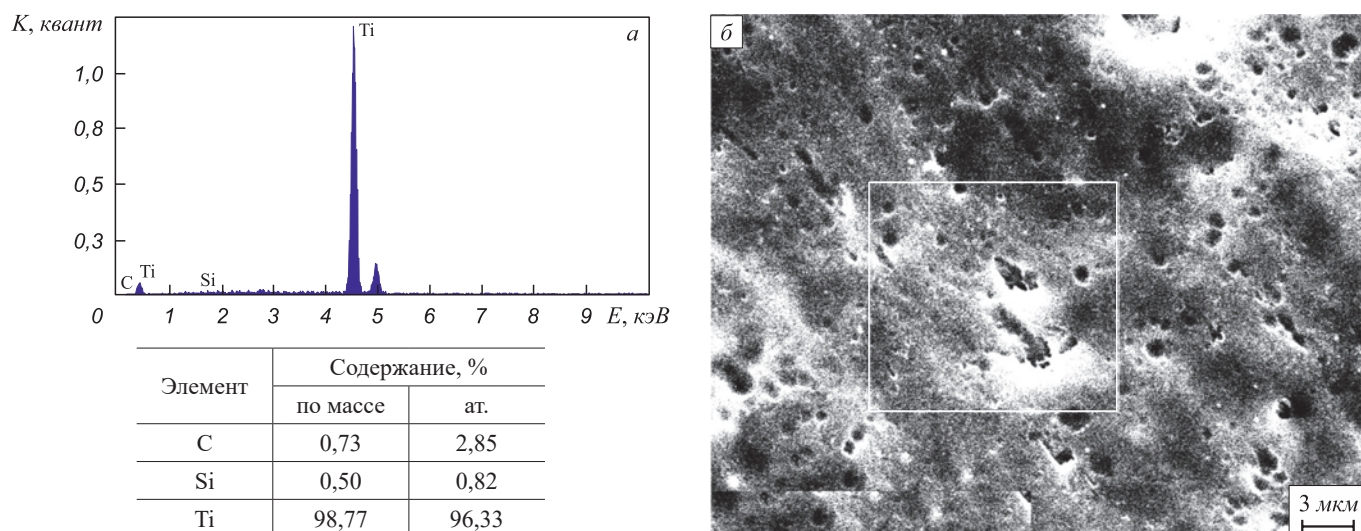 K, квант
а
Ti
1,0
0,8
0,5
0,3
C
Ti
Si
0
1
2
3
4
5
6
7
8
9
E, кэВ
Элемент
Содержание, %
по массе
ат.
C
0,73
2,85
Si
0,50
0,82
Ti
98,77
96,33
б
3 мкм